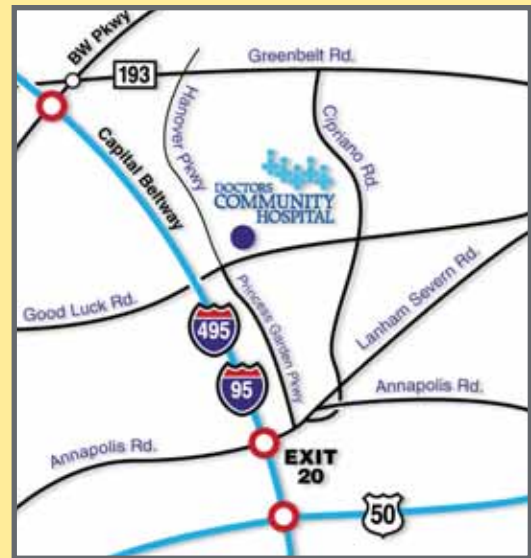 BW Pkwy
193
Greenbelt Rd.
Hanover Pkwy
Cipriano Rd.
Capital Beltway
DOCTORS
COMMUNITY
HOSPITAL
Good Luck Rd.
Princess Garden Pkwy
Lanham Severn Rd.
495
95
Annapolis Rd.
Annapolis Rd.
EXIT
20
50